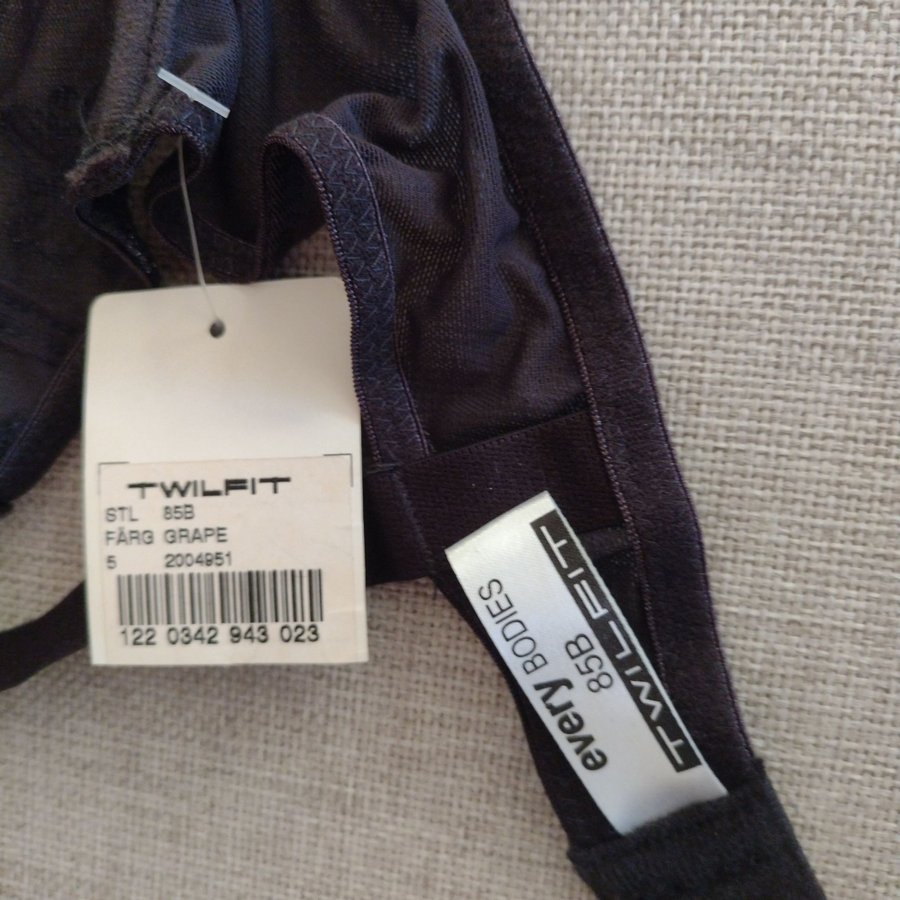 TWILFIT
STL 85B
FÄRG GRAPE
5 2004951
122 0342 943 023
TWILFIT
85B
every BODIES